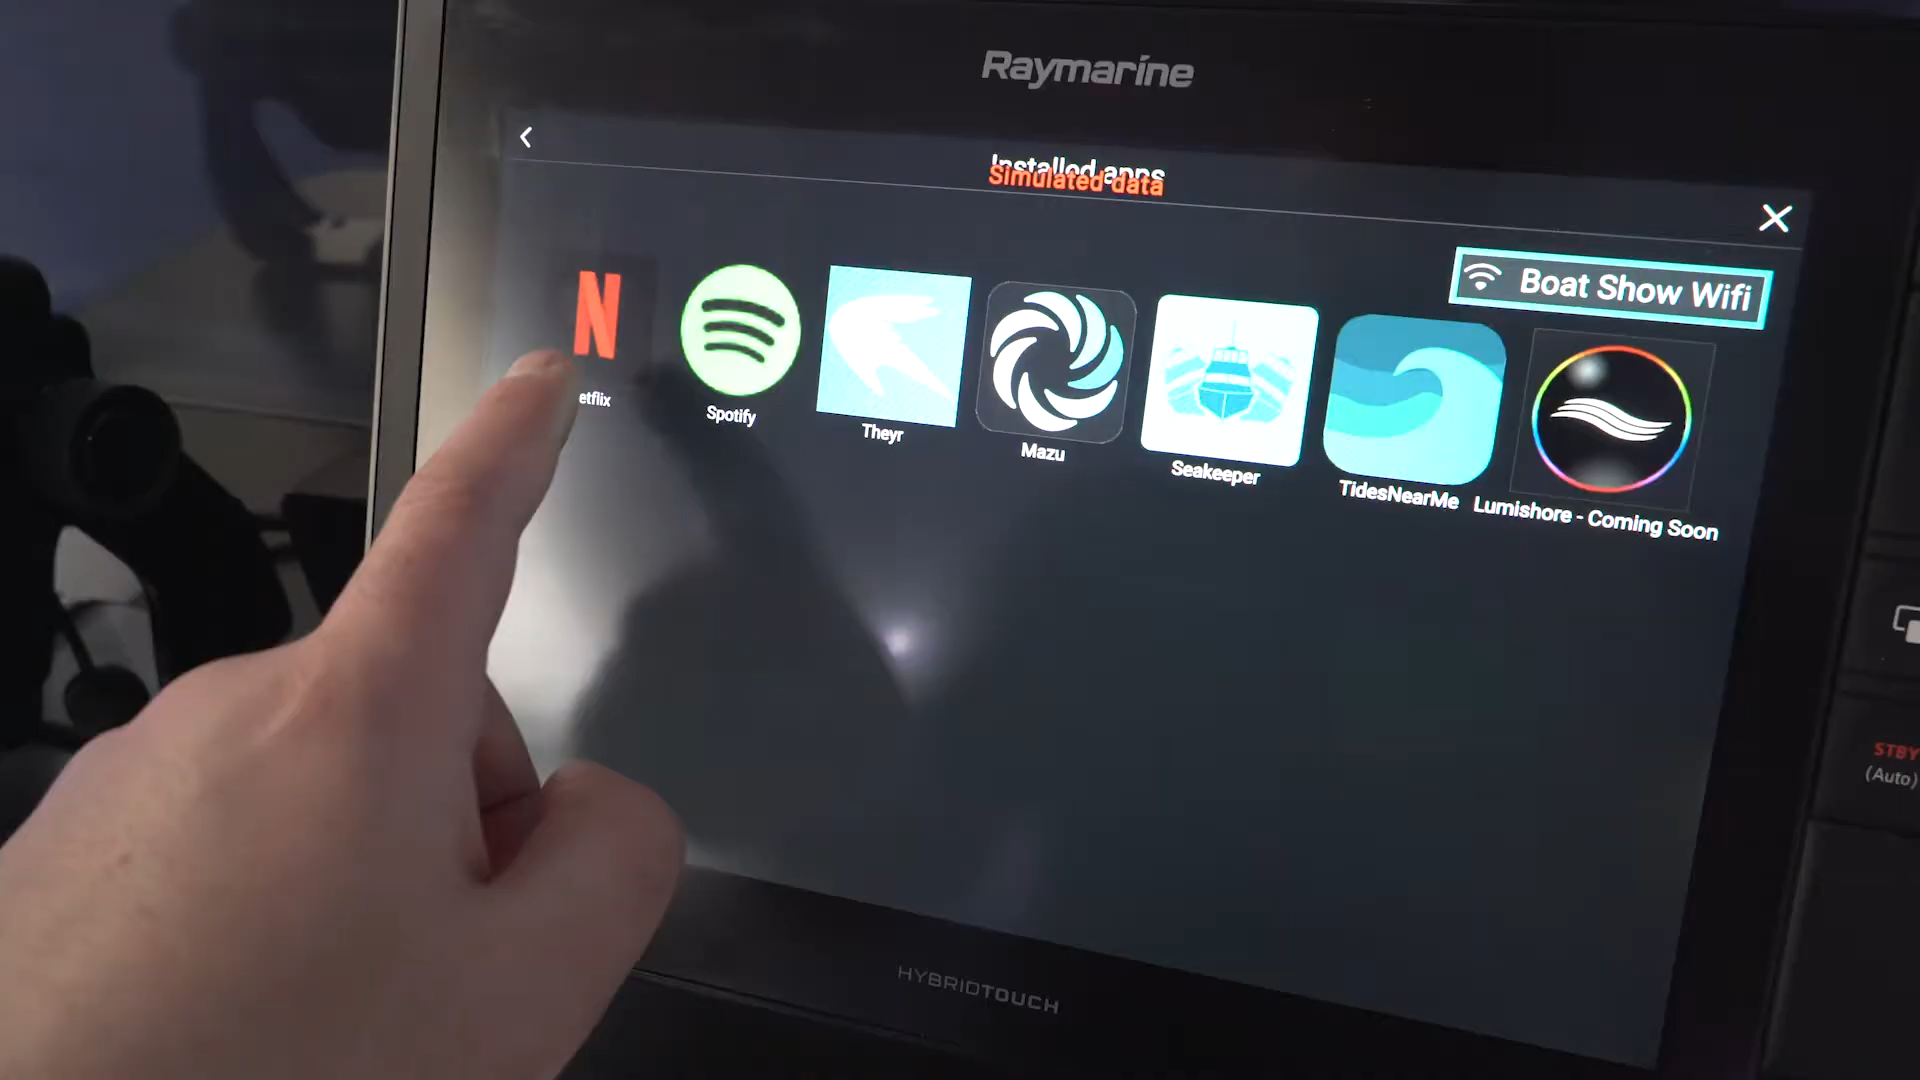 Raymarine
Installed apps
Simulated data
Boat Show Wifi
N
etflix
Spotify
Theyr
Mazu
Seakeeper
TidesNearMe
Lumishore - Coming Soon
STBY
(Auto)
HYBRIDTOUCH